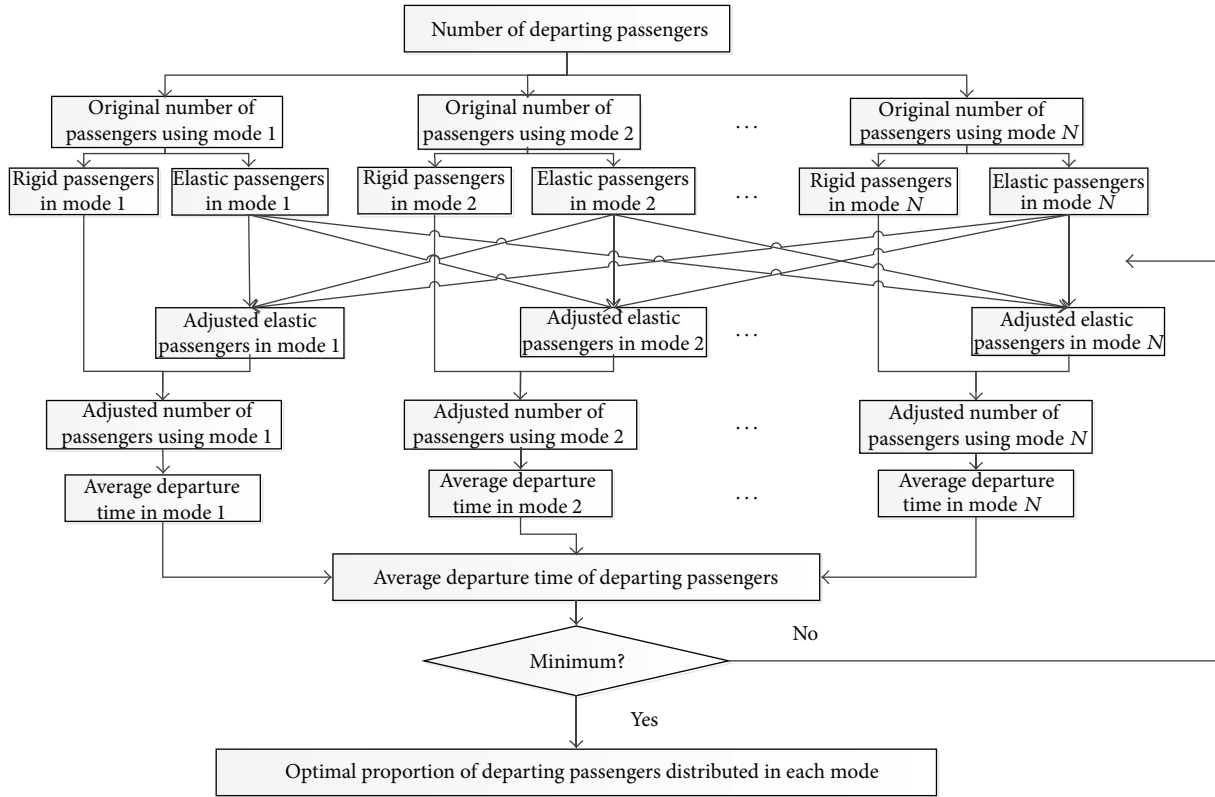 Number of departing passengers
Original number of
passengers using mode 1
Original number of
passengers using mode 2
...
Original number of
passengers using mode N
Rigid passengers
in mode 1
Elastic passengers
in mode 1
Rigid passengers
in mode 2
Elastic passengers
in mode 2
...
Rigid passengers
in mode N
Elastic passengers
in mode N
Adjusted elastic
passengers in mode 1
Adjusted elastic
passengers in mode 2
...
Adjusted elastic
passengers in mode N
Adjusted number of
passengers using mode 1
Adjusted number of
passengers using mode 2
...
Adjusted number of
passengers using mode N
Average departure
time in mode 1
Average departure
time in mode 2
...
Average departure
time in mode N
Average departure time of departing passengers
No
Minimum?
Yes
Optimal proportion of departing passengers distributed in each mode